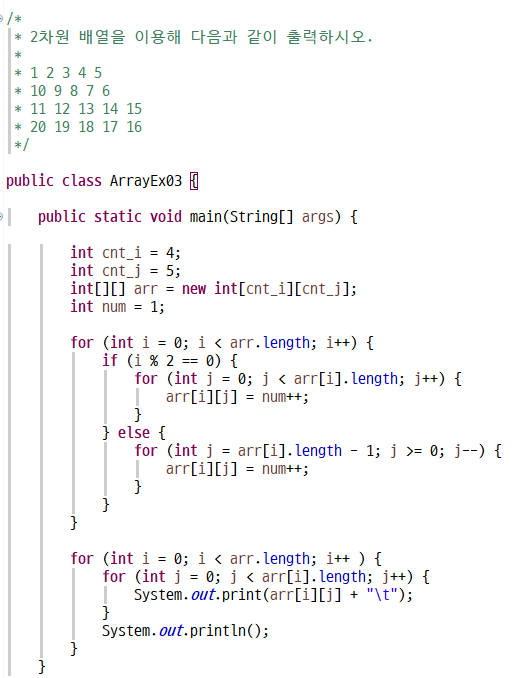 /*
 * 2차원 배열을 이용해 다음과 같이 출력하시오.
 *
 * 1 2 3 4 5
 * 10 9 8 7 6
 * 11 12 13 14 15
 * 20 19 18 17 16
 */

public class ArrayEx03 {

    public static void main(String[] args) {

        int cnt_i = 4;
        int cnt_j = 5;
        int[][] arr = new int[cnt_i][cnt_j];
        int num = 1;

        for (int i = 0; i < arr.length; i++) {
            if (i % 2 == 0) {
                for (int j = 0; j < arr[i].length; j++) {
                    arr[i][j] = num++;
                }
            } else {
                for (int j = arr[i].length - 1; j >= 0; j--) {
                    arr[i][j] = num++;
                }
            }
        }

        for (int i = 0; i < arr.length; i++ ) {
            for (int j = 0; j < arr[i].length; j++) {
                System.out.print(arr[i][j] + "\t");
            }
            System.out.println();
        }
    }